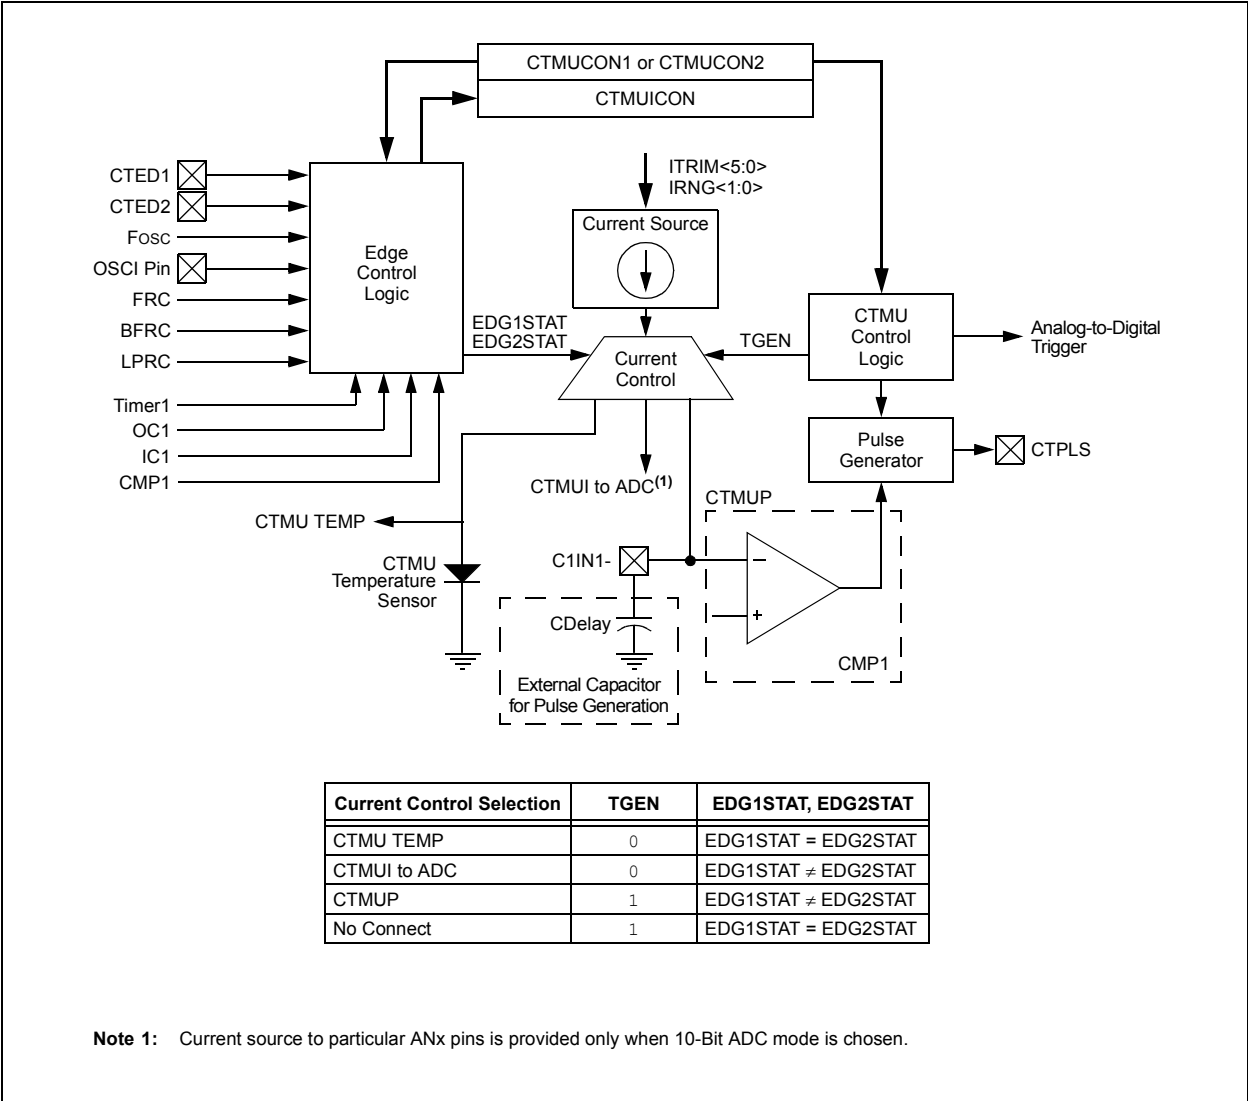 CTMUCON1 or CTMUCON2
CTMUICON
ITRIM<5:0>
IRNG<1:0>
CTED1
CTED2
FOSC
OSCI Pin
FRC
BFRC
LPRC
Timer1
OC1
IC1
CMP1
Edge
Control
Logic
Current Source
EDG1STAT
EDG2STAT
Current
Control
TGEN
CTMU
Control
Logic
Analog-to-Digital
Trigger
Pulse
Generator
CTPLS
CTMUI to ADC(1)
CTMUP
CTMU TEMP
CTMU
Temperature
Sensor
C1IN1-
CDelay
External Capacitor
for Pulse Generation
−
+
CMP1
Current Control Selection TGEN EDG1STAT, EDG2STAT
CTMU TEMP 0 EDG1STAT = EDG2STAT
CTMUI to ADC 0 EDG1STAT ≠ EDG2STAT
CTMUP 1 EDG1STAT ≠ EDG2STAT
No Connect 1 EDG1STAT = EDG2STAT
Note 1: Current source to particular ANx pins is provided only when 10-Bit ADC mode is chosen.